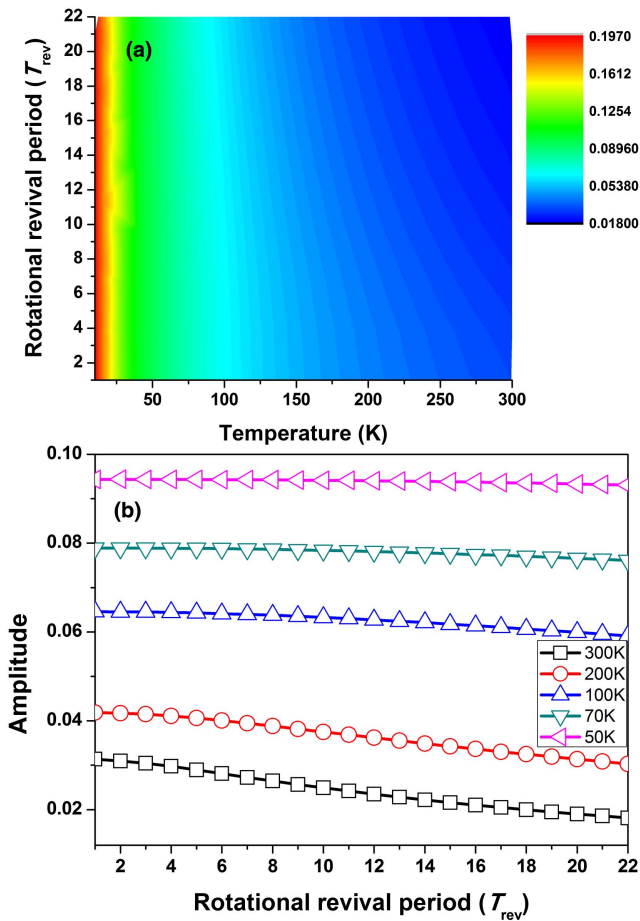 (a)
Rotational revival period (Trev)
22
20
18
16
14
12
10
8
6
4
2
50 100 150 200 250 300
Temperature (K)
0.1970
0.1612
0.1254
0.08960
0.05380
0.01800
(b)
Amplitude
0.10
0.08
0.06
0.04
0.02
300K
200K
100K
70K
50K
2 4 6 8 10 12 14 16 18 20 22
Rotational revival period (Trev)